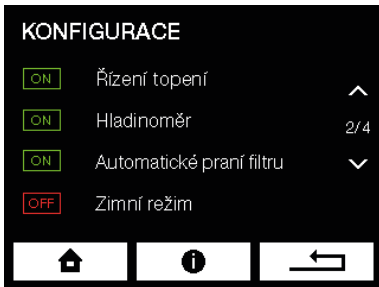 KONFIGURACE
ON Řízení topení
ON Hladinoměr
2/4
ON Automatické praní filtru
OFF Zimní režim